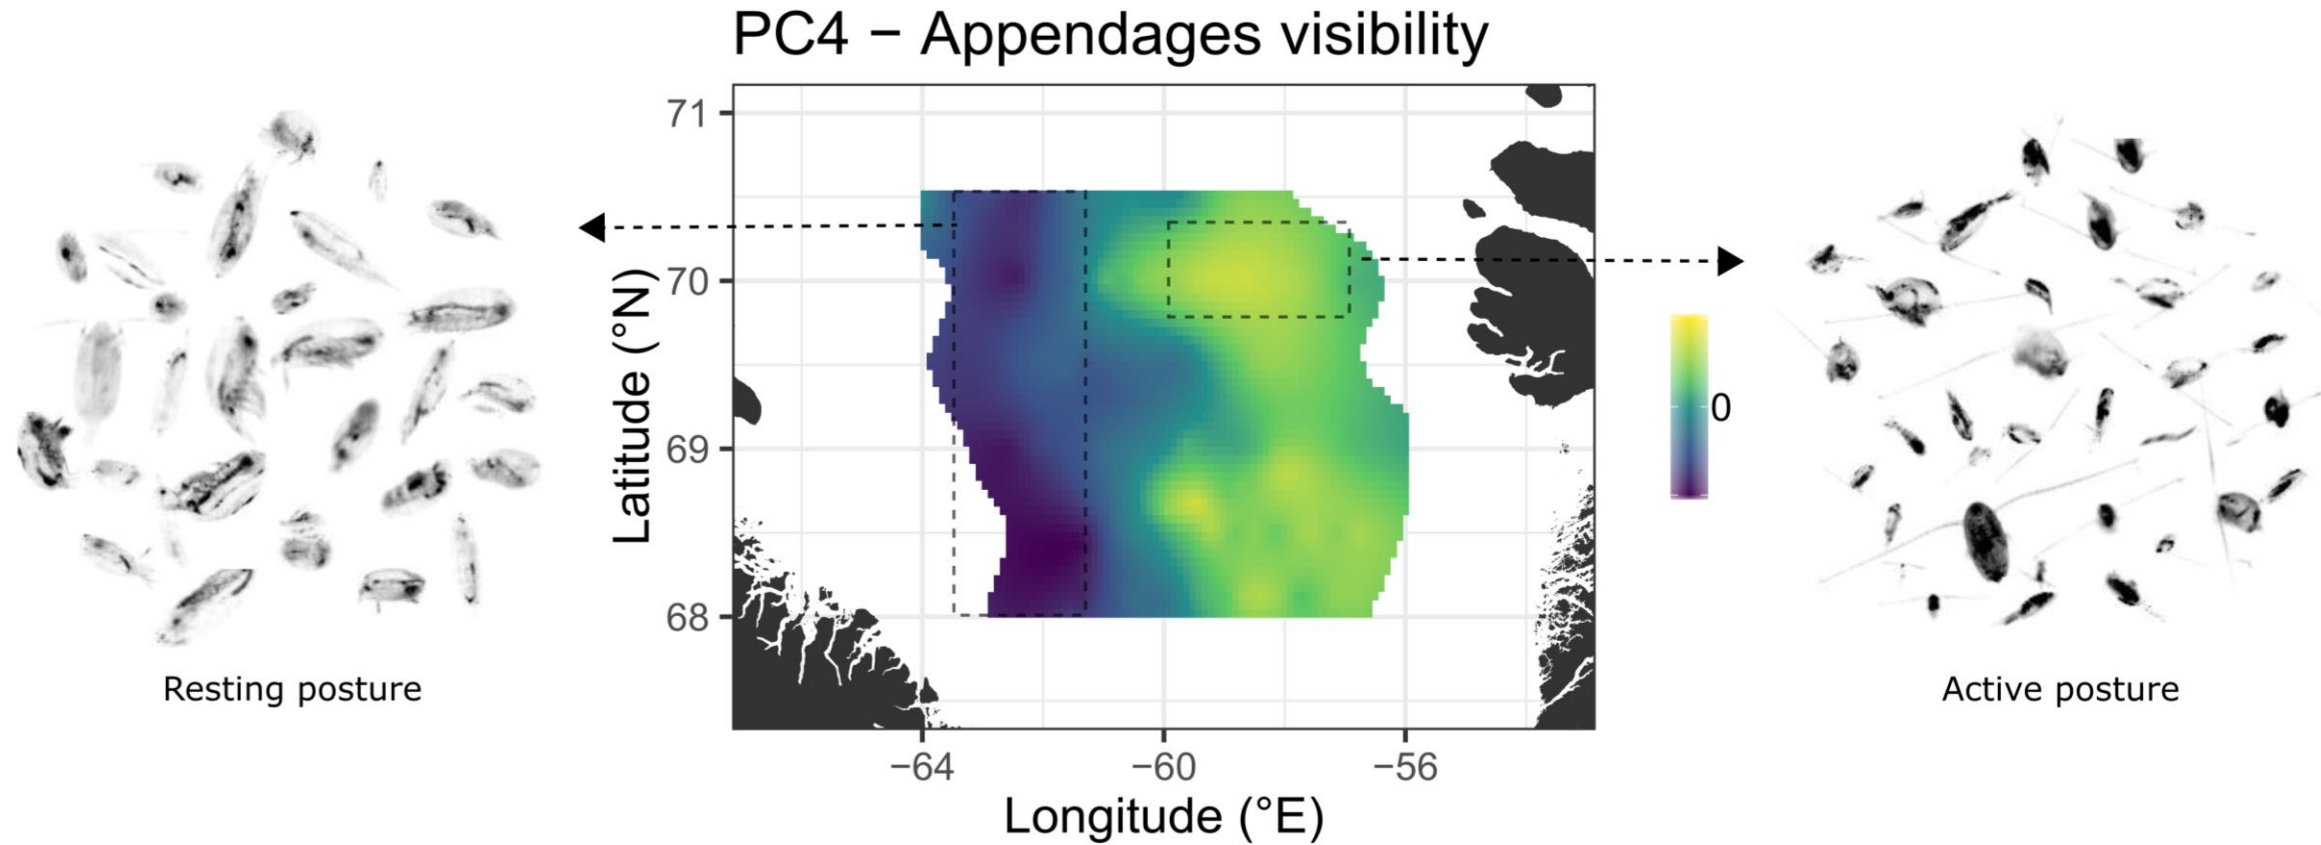 PC4 − Appendages visibility
71
70
69
68
Latitude (°N)
−64
−60
−56
Longitude (°E)
0
Resting posture
Active posture